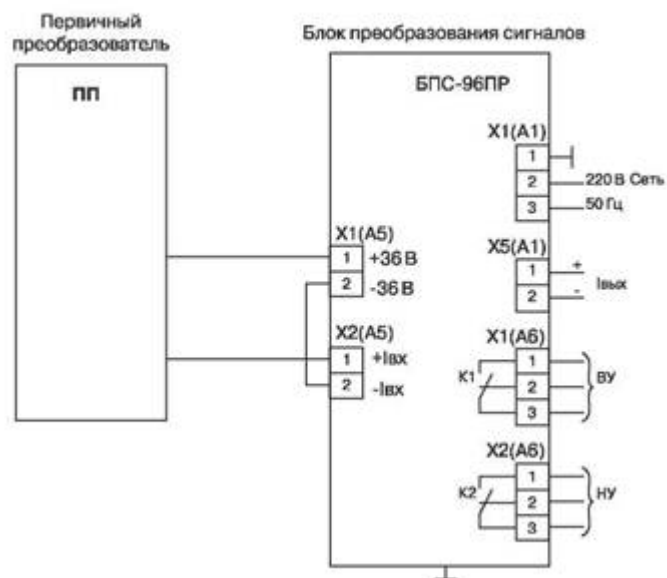 Первичный
преобразователь
ПП
Блок преобразования сигналов
БПС-96ПР
X1(A1)
1
2 220 В Сеть
3 50 Гц
X1(A5)
1 +36 В
2 -36 В
X2(A5)
1 +Iвх
2 -Iвх
X5(A1)
1 +
2 -
Iвых
X1(A6)
K1
1
2
3
ВУ
X2(A6)
K2
1
2
3
НУ